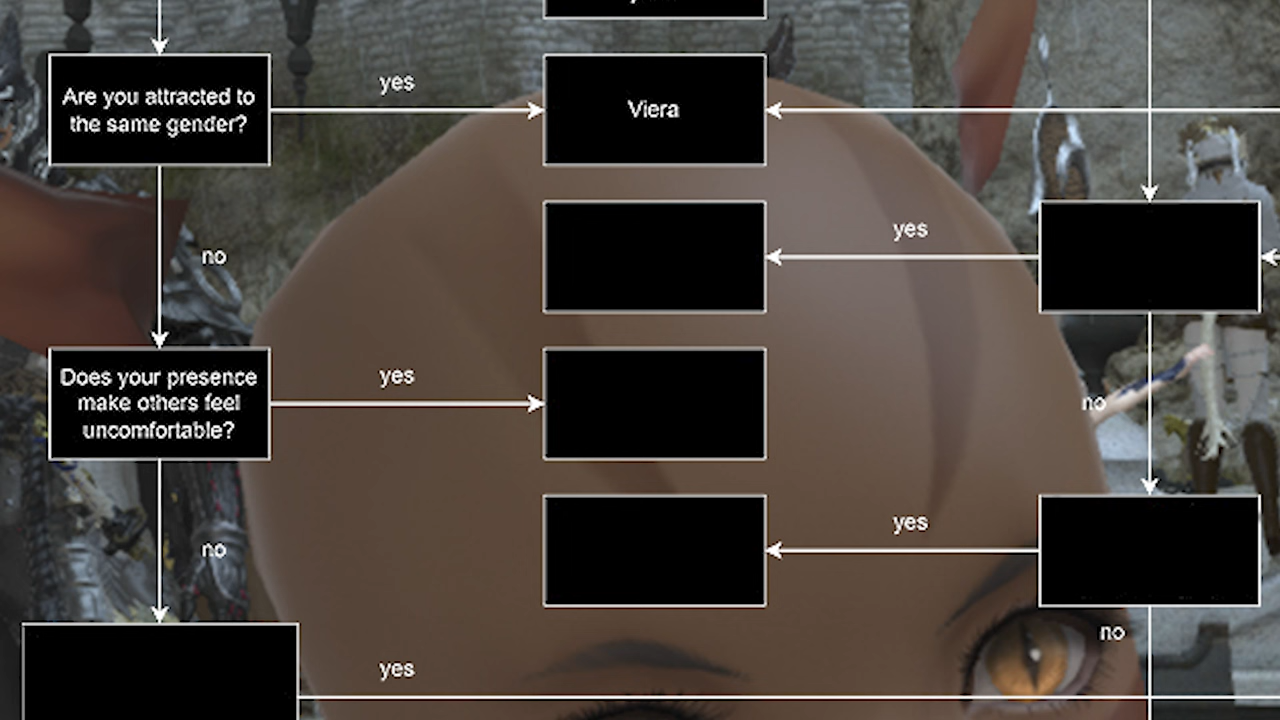 yes
Are you attracted to
the same gender?
Viera
yes
no
yes
Does your presence
make others feel
uncomfortable?
no
yes
no
no
yes